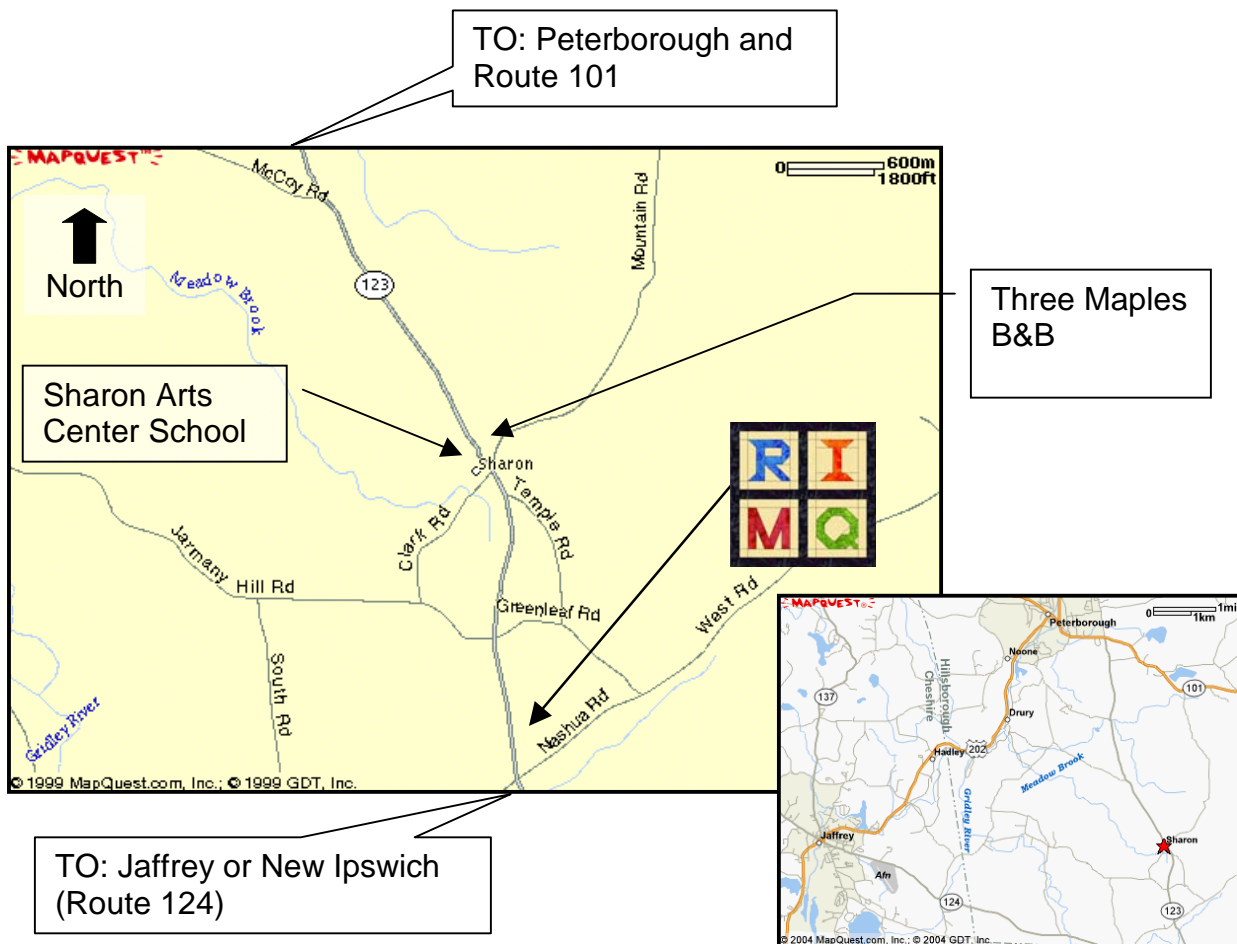 TO: Peterborough and
Route 101
MAPQUEST™
McCoy Rd
0 600m
1800ft
Mountain Rd
North
Meadow Brook
123
Three Maples
B&B
Sharon Arts
Center School
Sharon
R I
M Q
Temple Rd
Clark Rd
Jarmany Hill Rd
Greenleaf Rd
West Rd
South Rd
Nashua Rd
Gridley River
© 1999 MapQuest.com, Inc.; © 1999 GDT, Inc.
TO: Jaffrey or New Ipswich
(Route 124)
MAPQUEST®
0 1mi
1km
Peterborough
Noone
Hillsborough
Cheshire
137
101
Drury
202
Hadley
Meadow Brook
Gridley River
Jaffrey
Sharon
Afn
124
123
© 2004 MapQuest.com, Inc.; © 2004 GDT, Inc.